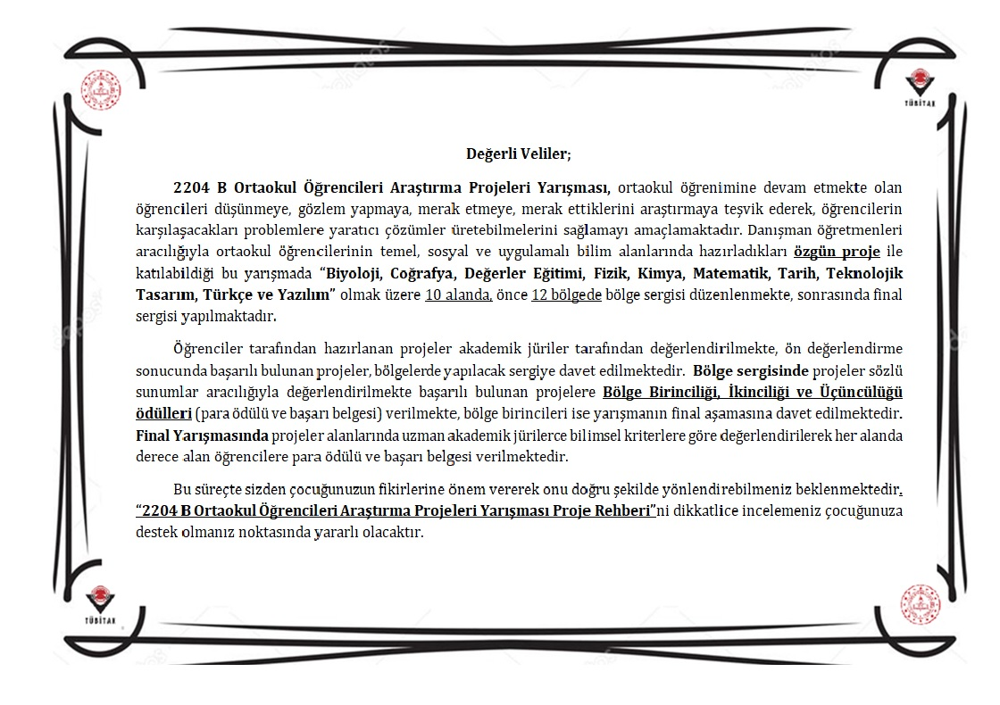 TÜBİTAK
Değerli Veliler;
2204 B Ortaokul Öğrencileri Araştırma Projeleri Yarışması, ortaokul öğrenimine devam etmekte olan
öğrencileri düşünmeye, gözlem yapmaya, merak etmeye, merak ettiklerini araştırmaya teşvik ederek, öğrencilerin
karşılaşacakları problemlere yaratıcı çözümler üretebilmelerini sağlamayı amaçlamaktadır. Danışman öğretmenleri
aracılığıyla ortaokul öğrencilerinin temel, sosyal ve uygulamalı bilim alanlarında hazırladıkları özgün proje ile
katılabildiği bu yarışmada “Biyoloji, Coğrafya, Değerler Eğitimi, Fizik, Kimya, Matematik, Tarih, Teknolojik
Tasarım, Türkçe ve Yazılım” olmak üzere 10 alanda, önce 12 bölgede bölge sergisi düzenlenmekte, sonrasında final
sergisi yapılmaktadır.
Öğrenciler tarafından hazırlanan projeler akademik jüriler tarafından değerlendirilmekte, ön değerlendirme
sonucunda başarılı bulunan projeler, bölgelerde yapılacak sergiye davet edilmektedir. Bölge sergisinde projeler sözlü
sunumlar aracılığıyla değerlendirilmekte başarılı bulunan projelere Bölge Birinciliği, İkinciliği ve Üçüncülüğü
ödülleri (para ödülü ve başarı belgesi) verilmekte, bölge birincileri ise yarışmanın final aşamasına davet edilmektedir.
Final Yarışmasında projeler alanlarında uzman akademik jürilerce bilimsel kriterlere göre değerlendirilerek her alanda
derece alan öğrencilere para ödülü ve başarı belgesi verilmektedir.
Bu süreçte sizden çocuğunuzun fikirlerine önem vererek onu doğru şekilde yönlendirebilmeniz beklenmektedir.
“2204 B Ortaokul Öğrencileri Araştırma Projeleri Yarışması Proje Rehberi”ni dikkatlice incelemeniz çocuğunuza
destek olmanız noktasında yararlı olacaktır.
TÜBİTAK